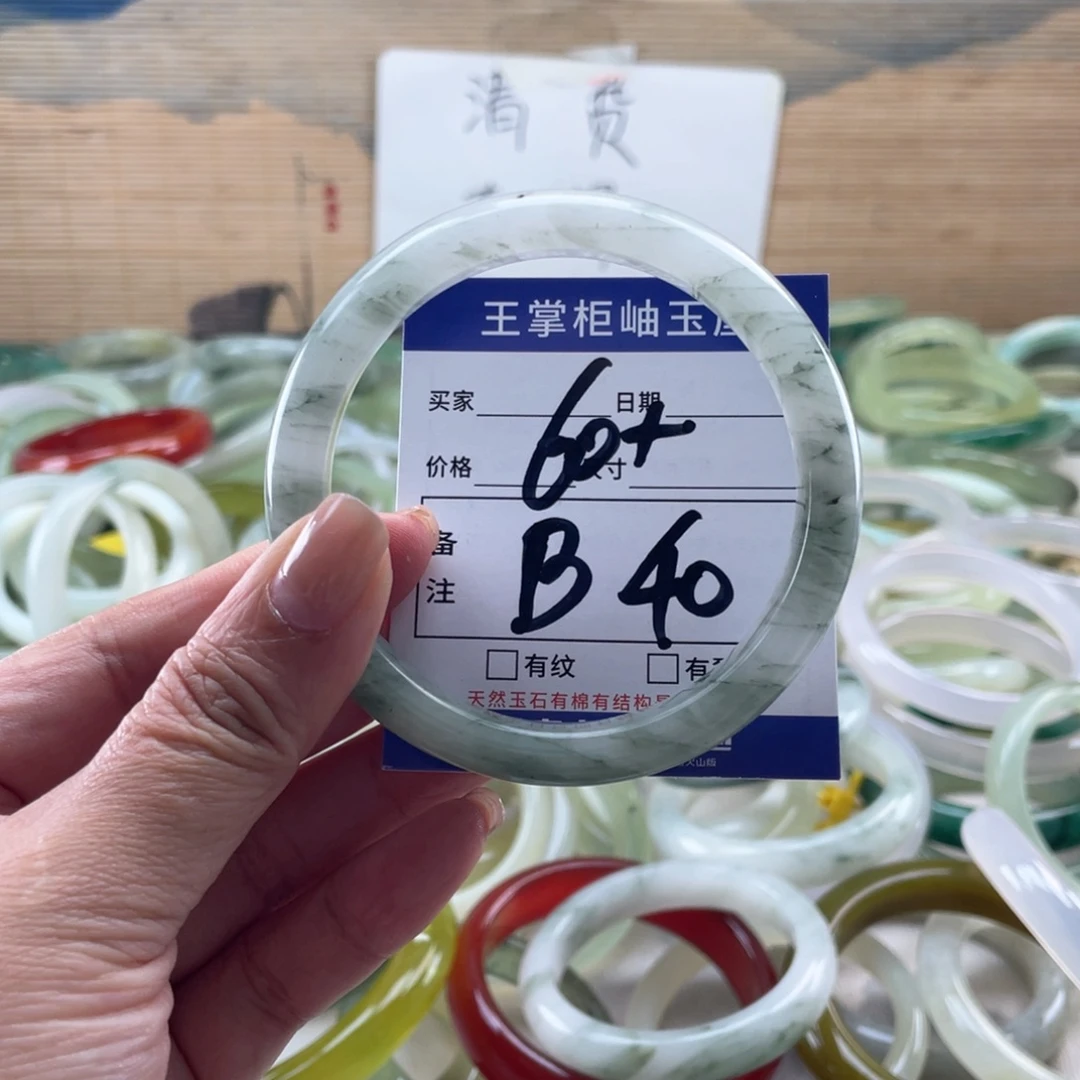 清 费
王掌柜岫玉
买家 日期
60+
价格 寸
备
注
B 40
有纹 有
天然玉石有棉有结构